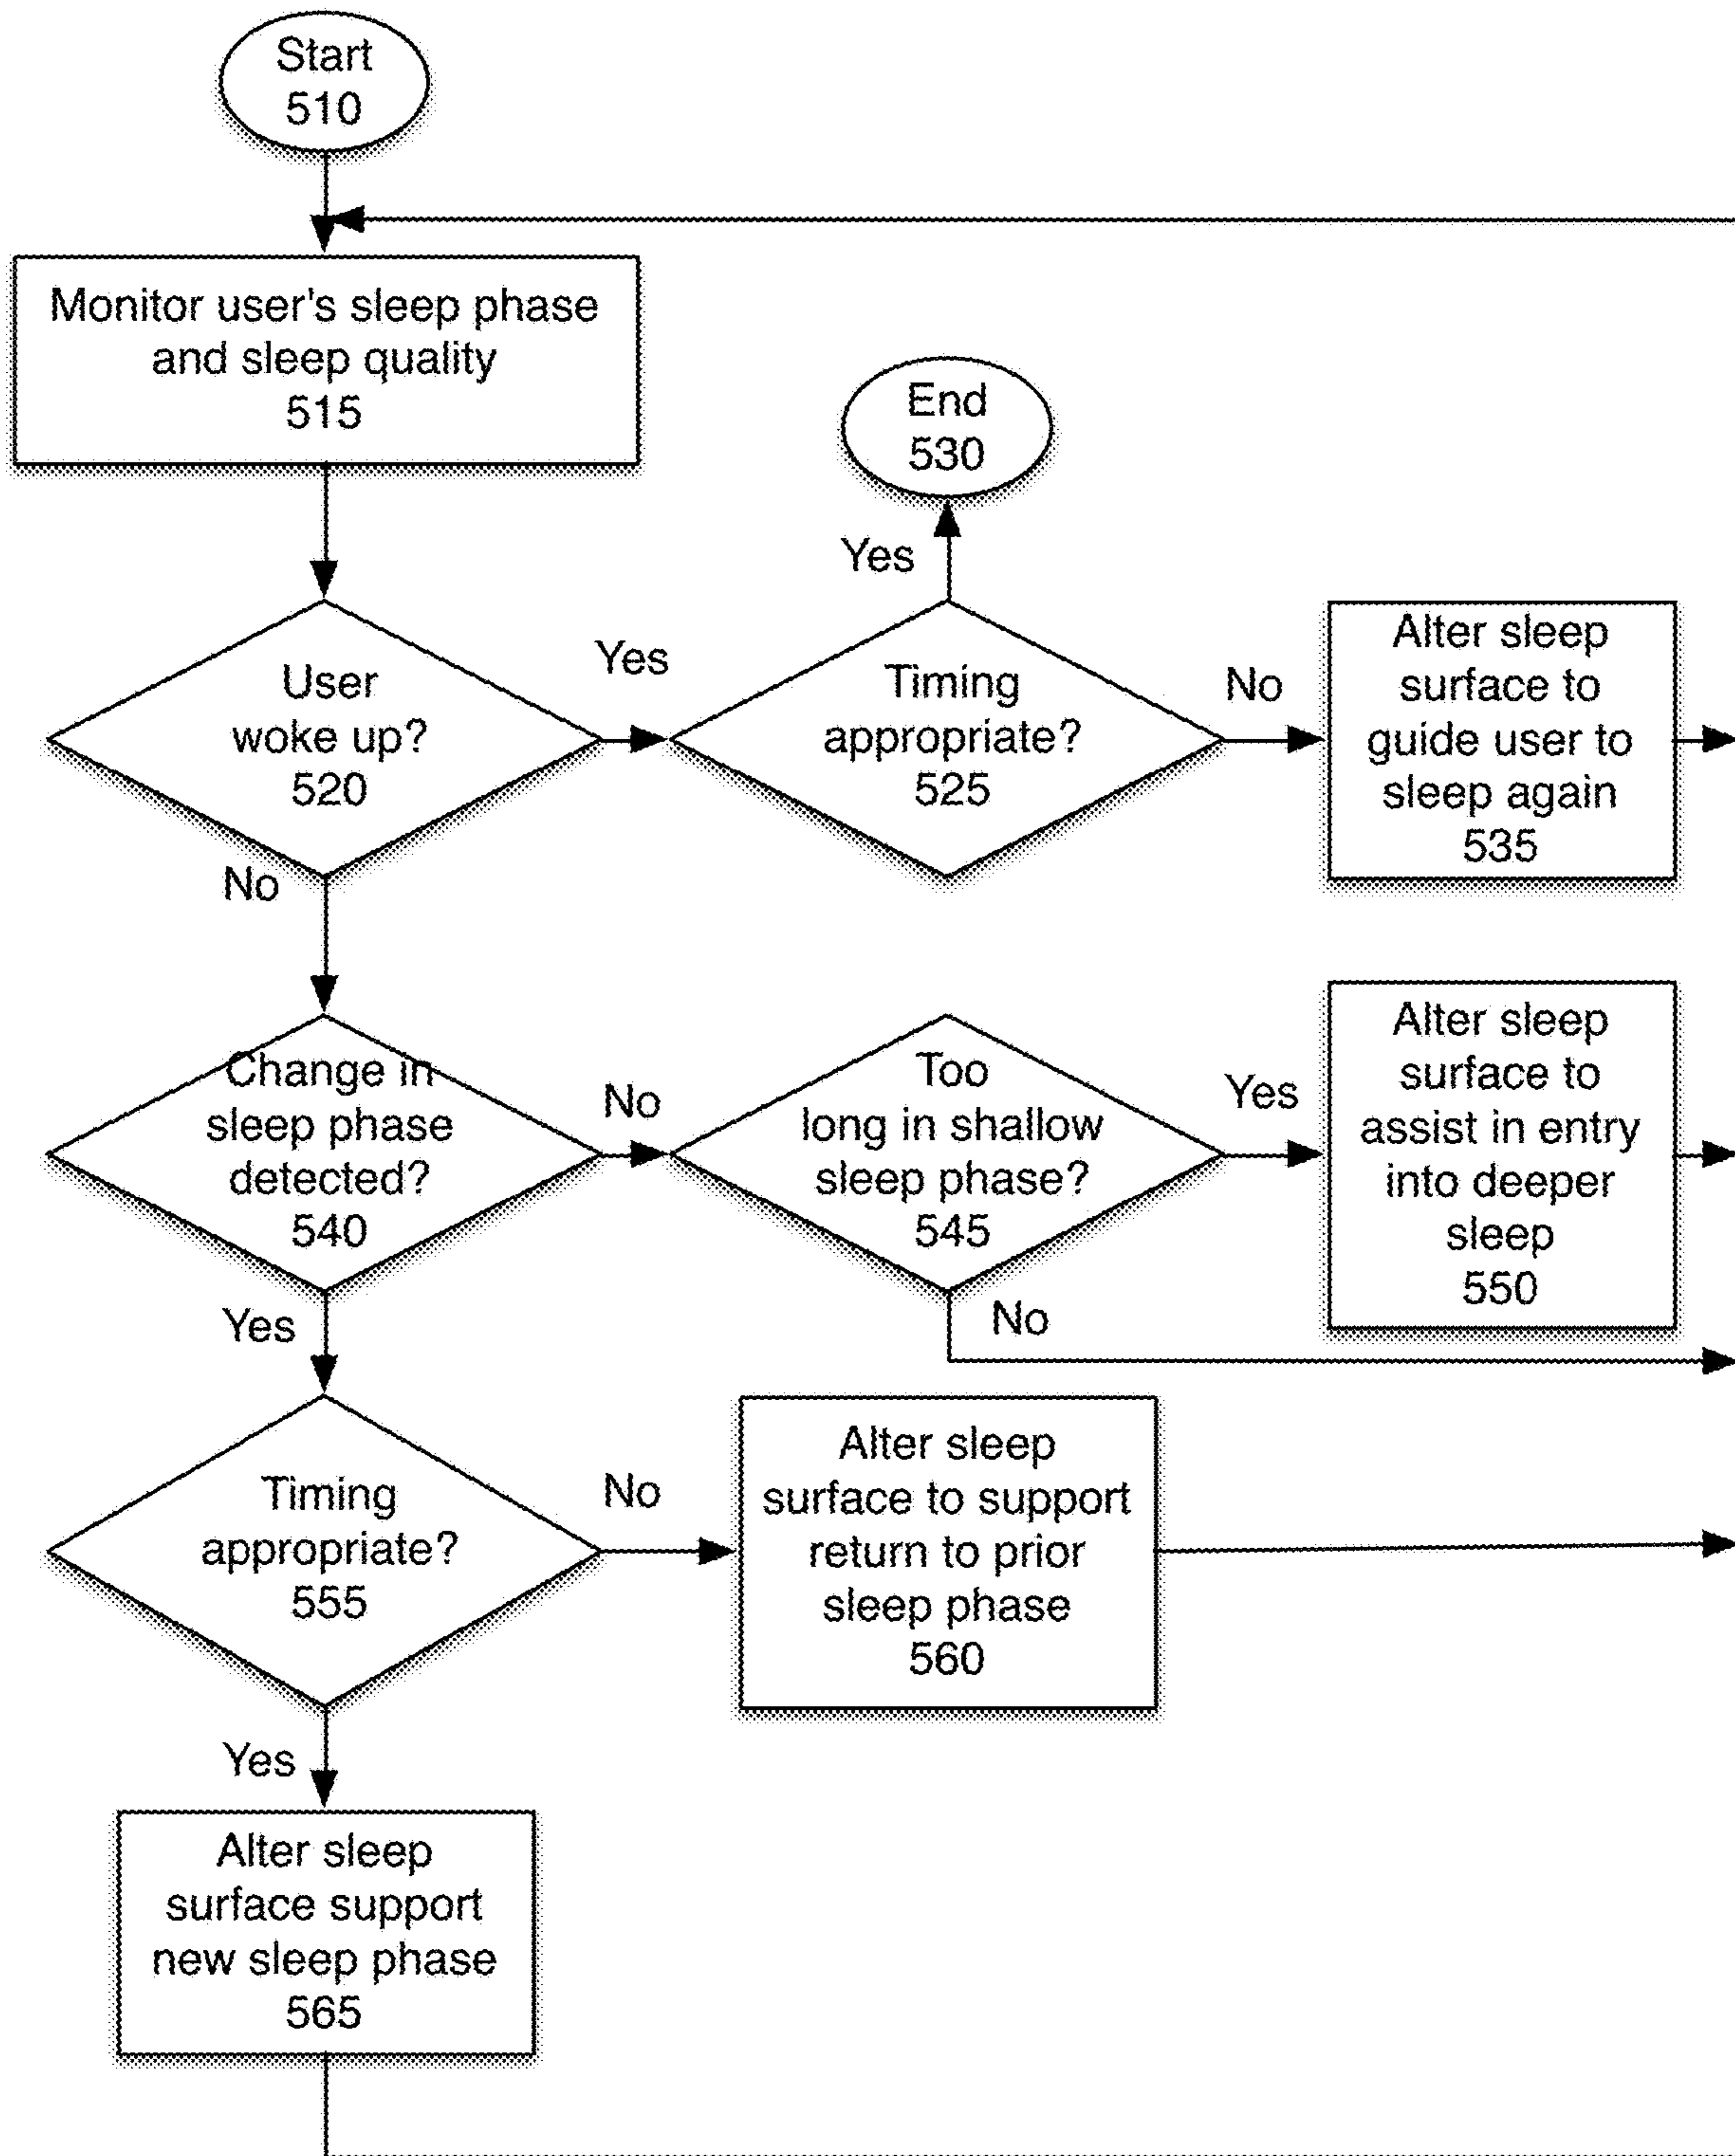 Start
510
Monitor user's sleep phase
and sleep quality
515
End
530
Yes
User
woke up?
520
Yes
Timing
appropriate?
525
No
Alter sleep
surface to
guide user to
sleep again
535
No
Change in
sleep phase
detected?
540
No
Too
long in shallow
sleep phase?
545
Yes
Alter sleep
surface to
assist in entry
into deeper
sleep
550
Yes
No
Timing
appropriate?
555
No
Alter sleep
surface to support
return to prior
sleep phase
560
Yes
Alter sleep
surface support
new sleep phase
565